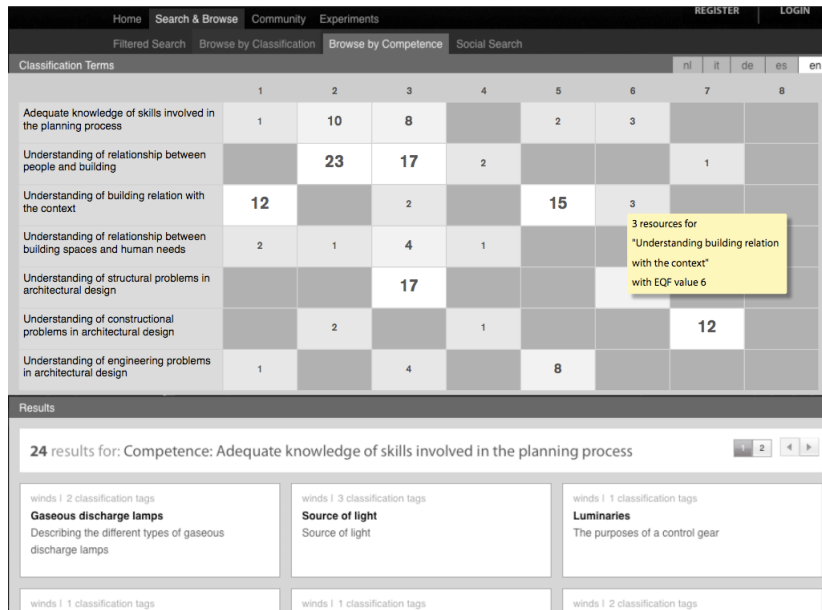 REGISTER LOGIN
Home Search & Browse Community Experiments
Filtered Search Browse by Classification Browse by Competence Social Search
Classification Terms nl it de es en
1 2 3 4 5 6 7 8
Adequate knowledge of skills involved in
the planning process
1 10 8 2 3
Understanding of relationship between
people and building
23 17 2 1
Understanding of building relation with
the context
12 2 15 3
3 resources for
"Understanding building relation
with the context"
with EQF value 6
Understanding of relationship between
building spaces and human needs
2 1 4 1
Understanding of structural problems in
architectural design
17
Understanding of constructional
problems in architectural design
2 1 12
Understanding of engineering problems
in architectural design
1 4 8
Results
24 results for: Competence: Adequate knowledge of skills involved in the planning process
1 2
winds | 2 classification tags
Gaseous discharge lamps
Describing the different types of gaseous
discharge lamps
winds | 3 classification tags
Source of light
Source of light
winds | 1 classification tags
Luminaries
The purposes of a control gear
winds | 1 classification tags
winds | 1 classification tags
winds | 2 classification tags